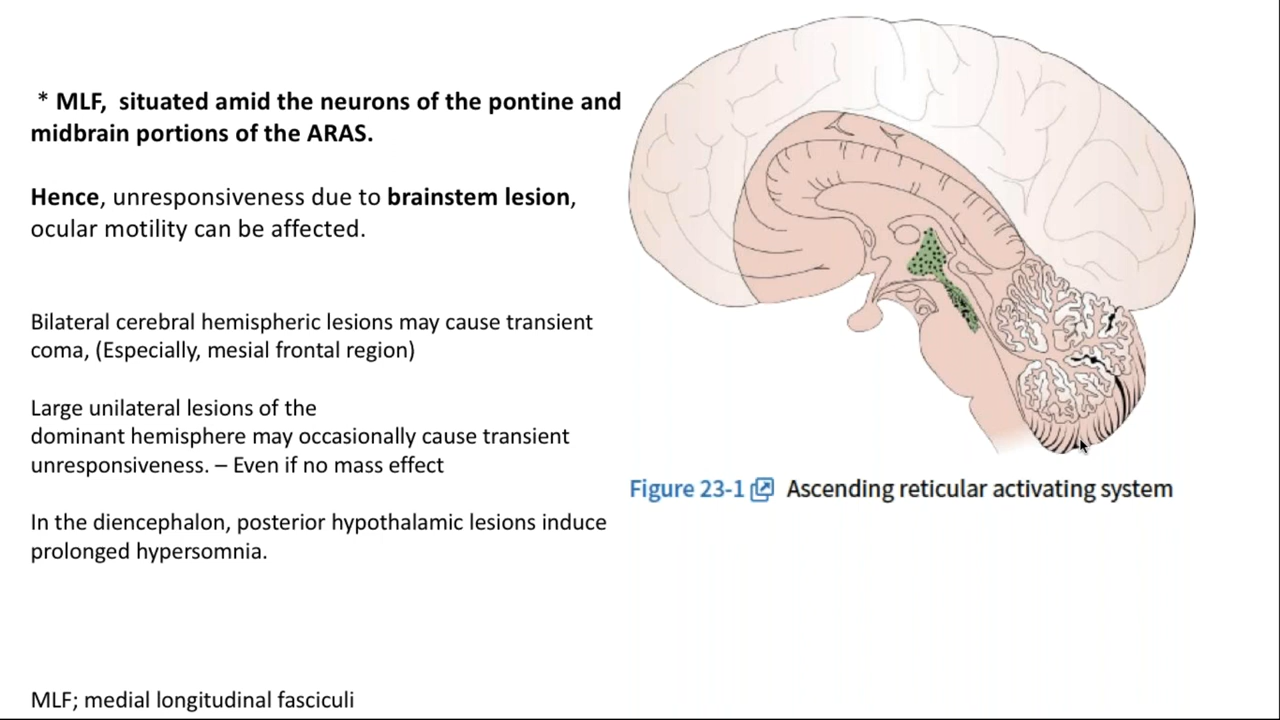 * MLF, situated amid the neurons of the pontine and
midbrain portions of the ARAS.
Hence, unresponsiveness due to brainstem lesion,
ocular motility can be affected.
Bilateral cerebral hemispheric lesions may cause transient
coma, (Especially, mesial frontal region)
Large unilateral lesions of the
dominant hemisphere may occasionally cause transient
unresponsiveness. – Even if no mass effect
In the diencephalon, posterior hypothalamic lesions induce
prolonged hypersomnia.
MLF; medial longitudinal fasciculi
Figure 23-1 Ascending reticular activating system